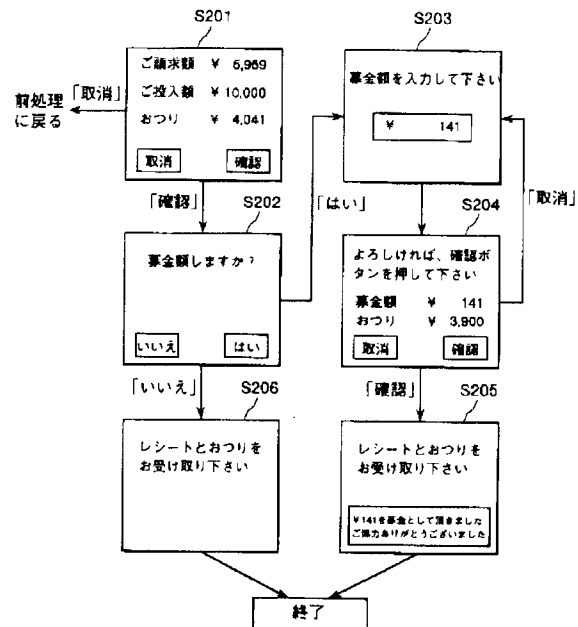 S201
ご請求額 ¥ 5,959
ご投入額 ¥ 10,000
おつり ¥ 4,041
取消 確認
「取消」
前処理
に戻る
「確認」
S202
募金額しますか？
いいえ はい
「はい」
「いいえ」
S203
募金額を入力して下さい
¥ 141
「取消」
S204
よろしければ、確認ボ
タンを押して下さい
募金額 ¥ 141
おつり ¥ 3,900
取消 確認
「確認」
S206
レシートとおつりを
お受け取り下さい
S205
レシートとおつりを
お受け取り下さい
¥141を募金として頂きました
ご協力ありがとうございました
終了